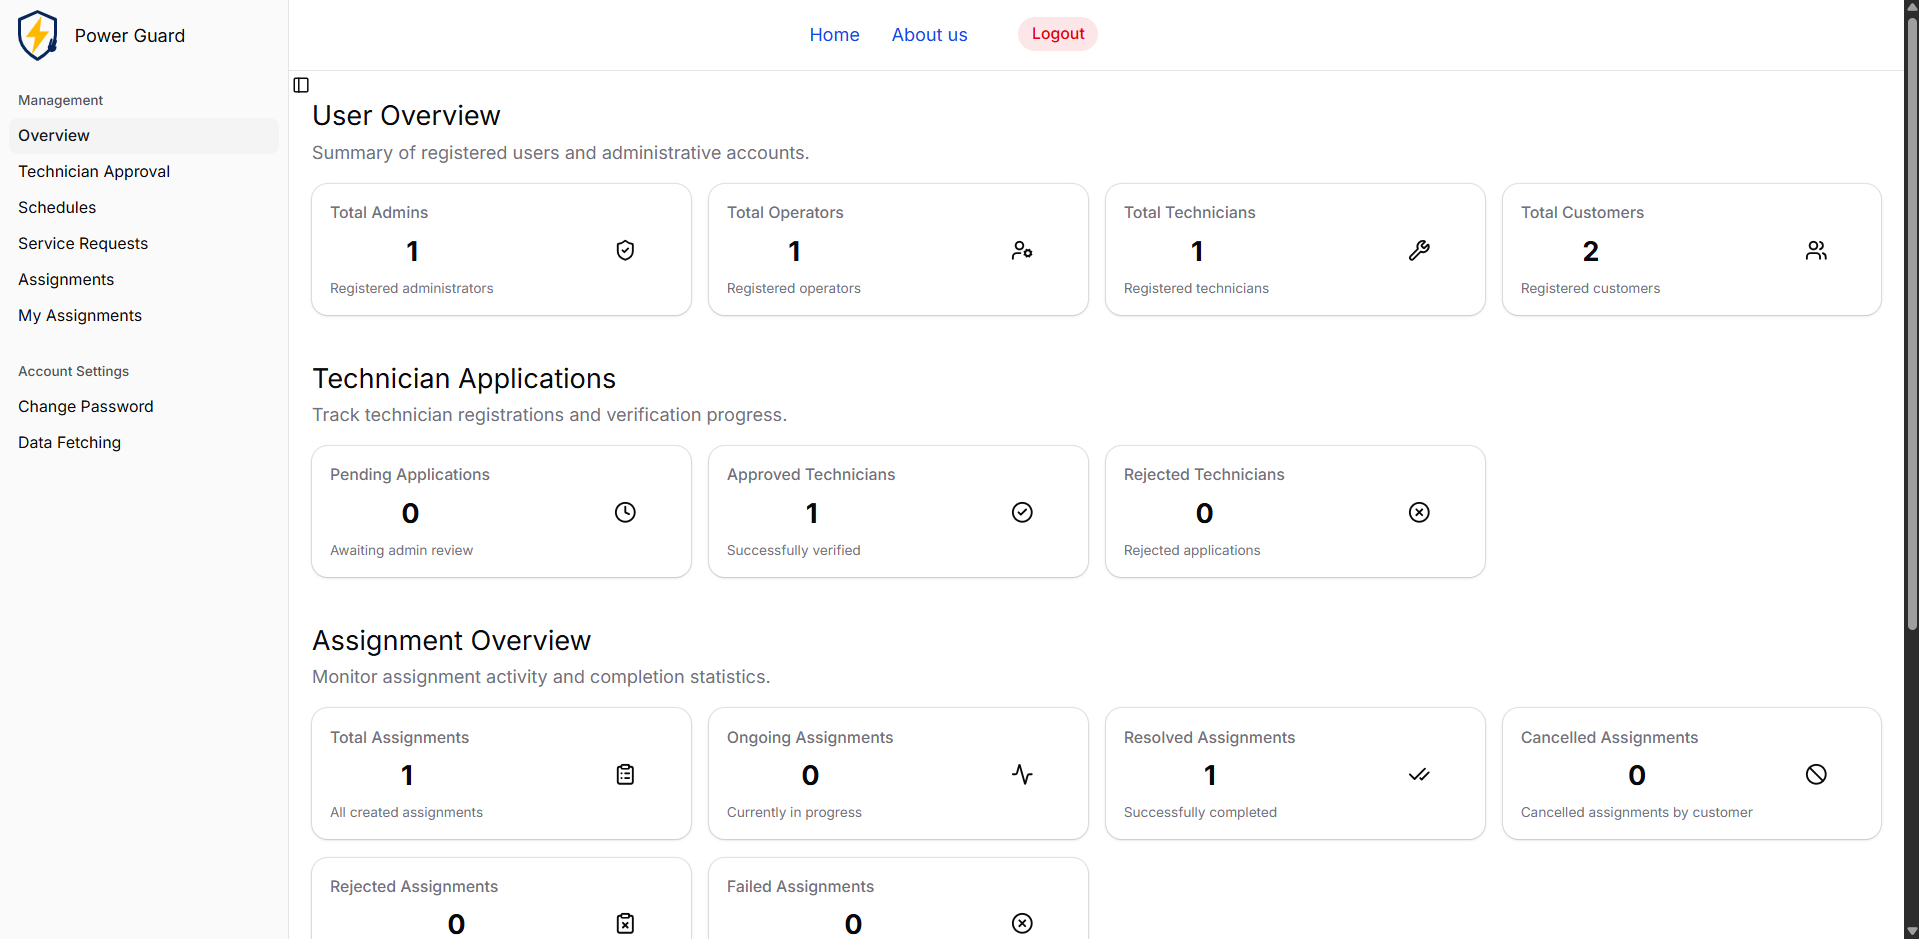 Power Guard
Home
About us
Logout
Management
Overview
Technician Approval
Schedules
Service Requests
Assignments
My Assignments
Account Settings
Change Password
Data Fetching
User Overview
Summary of registered users and administrative accounts.
Total Admins
1
Registered administrators
Total Operators
1
Registered operators
Total Technicians
1
Registered technicians
Total Customers
2
Registered customers
Technician Applications
Track technician registrations and verification progress.
Pending Applications
0
Awaiting admin review
Approved Technicians
1
Successfully verified
Rejected Technicians
0
Rejected applications
Assignment Overview
Monitor assignment activity and completion statistics.
Total Assignments
1
All created assignments
Ongoing Assignments
0
Currently in progress
Resolved Assignments
1
Successfully completed
Cancelled Assignments
0
Cancelled assignments by customer
Rejected Assignments
0
Failed Assignments
0